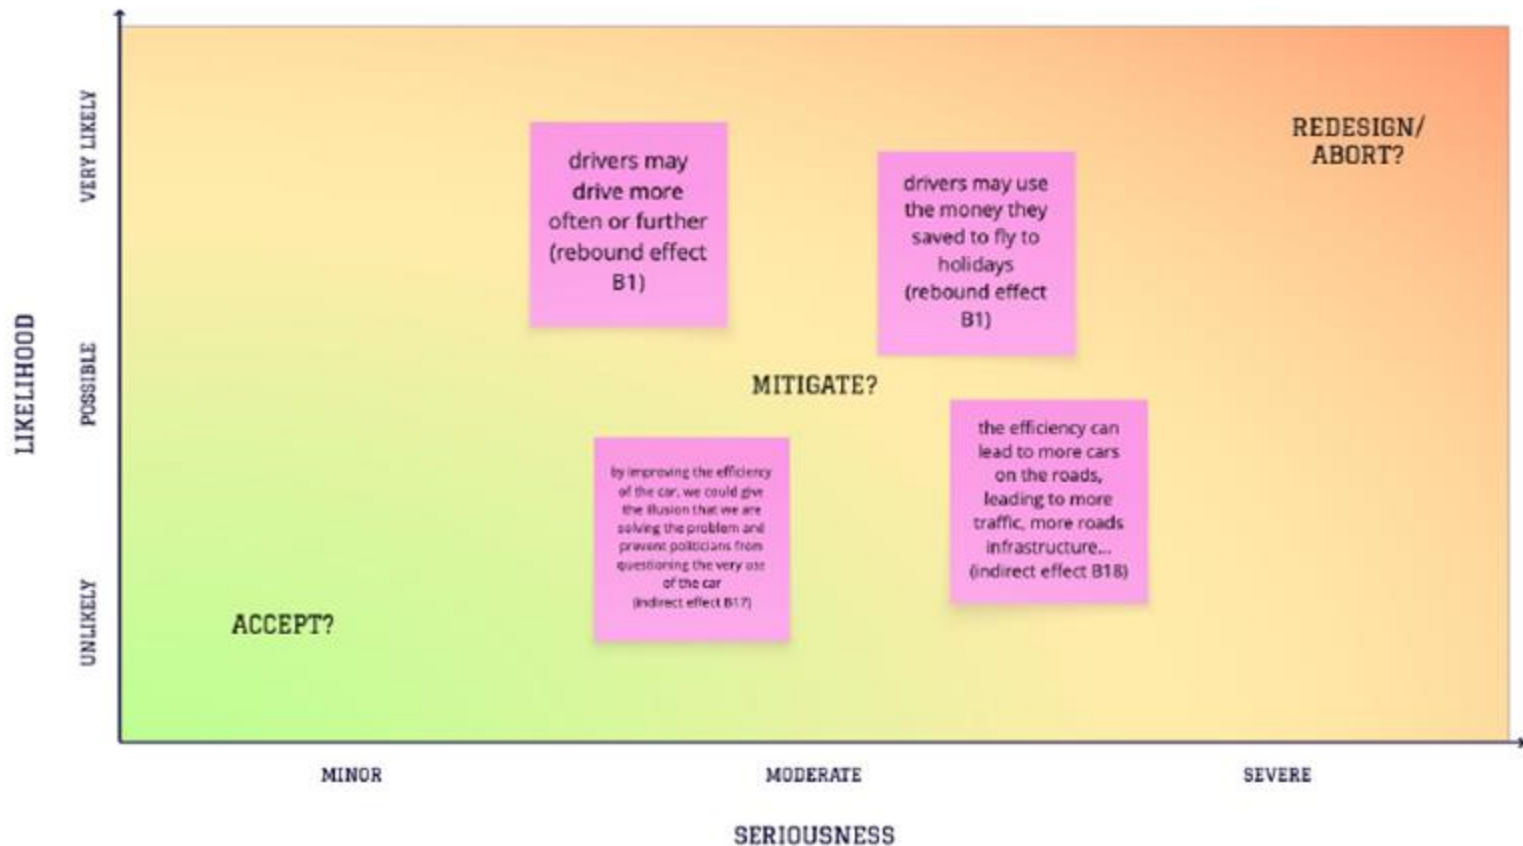 VERY LIKELY
REDESIGN/
ABORT?
drivers may
drive more
often or further
(rebound effect
B1)
drivers may use
the money they
saved to fly to
holidays
(rebound effect
B1)
LIKELIHOOD
POSSIBLE
MITIGATE?
by improving the efficiency
of the car, we could give
the illusion that we are
solving the problem and
prevent politicians from
questioning the very use
of the car
(indirect effect B17)
the efficiency can
lead to more cars
on the roads,
leading to more
traffic, more roads
infrastructure...
(indirect effect B18)
UNLIKELY
ACCEPT?
MINOR
MODERATE
SEVERE
SERIOUSNESS